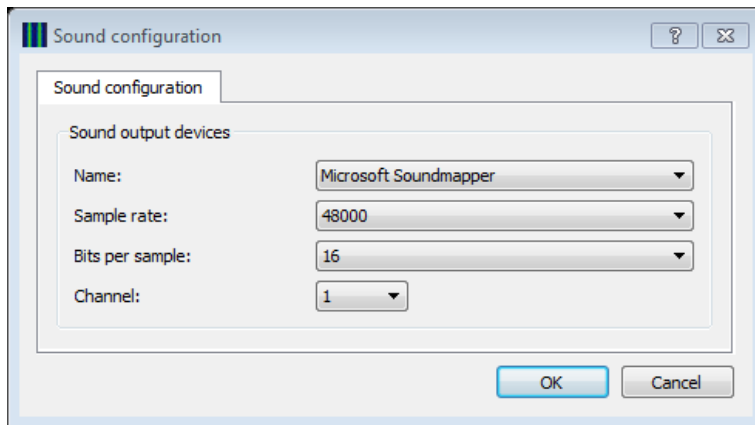 Sound configuration
Sound configuration
Sound output devices
Name: Microsoft Soundmapper
Sample rate: 48000
Bits per sample: 16
Channel: 1
OK Cancel